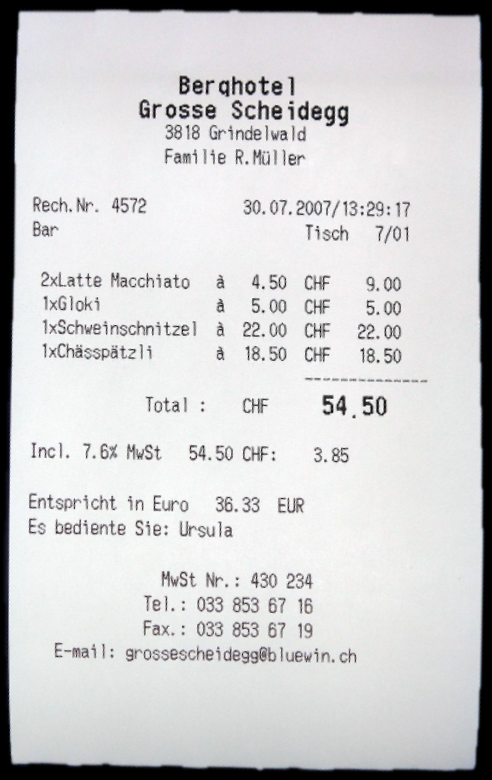 Berghotel
Grosse Scheidegg
3818 Grindelwald
Familie R.Müller
Rech.Nr. 4572 30.07.2007/13:29:17
Bar Tisch 7/01
2xLatte Macchiato à 4.50 CHF 9.00
1xGloki à 5.00 CHF 5.00
1xSchweinschnitzel à 22.00 CHF 22.00
1xChässpätzli à 18.50 CHF 18.50
Total : CHF 54.50
Incl. 7.6% MwSt 54.50 CHF: 3.85
Entspricht in Euro 36.33 EUR
Es bediente Sie: Ursula
MwSt Nr.: 430 234
Tel.: 033 853 67 16
Fax.: 033 853 67 19
E-mail: grossescheidegg@bluewin.ch